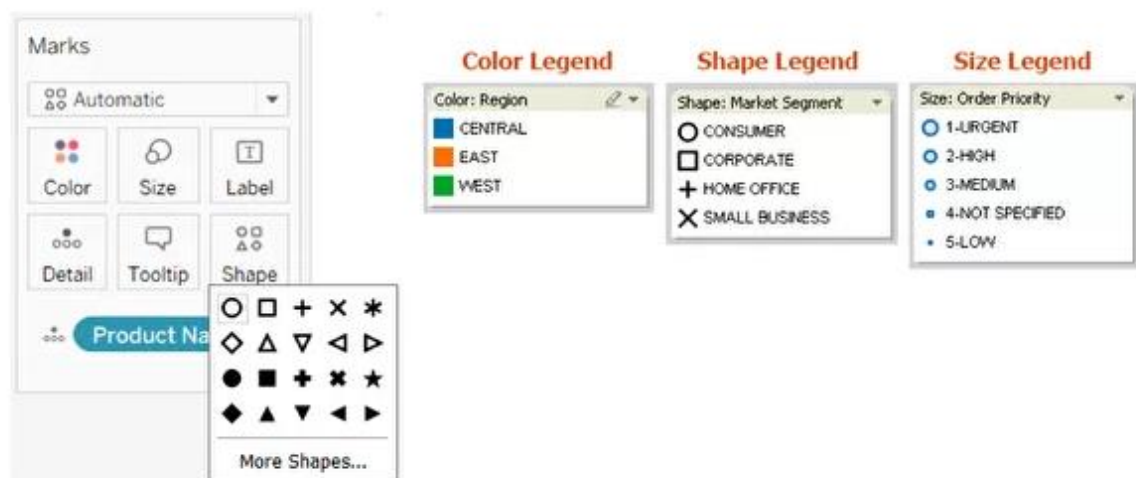 Marks
Automatic
Color
Size
Label
Detail
Tooltip
Shape
Product Na
More Shapes...
Color Legend
Color: Region
CENTRAL
EAST
WEST
Shape Legend
Shape: Market Segment
CONSUMER
CORPORATE
HOME OFFICE
SMALL BUSINESS
Size Legend
Size: Order Priority
1-URGENT
2-HIGH
3-MEDIUM
4-NOT SPECIFIED
5-LOW